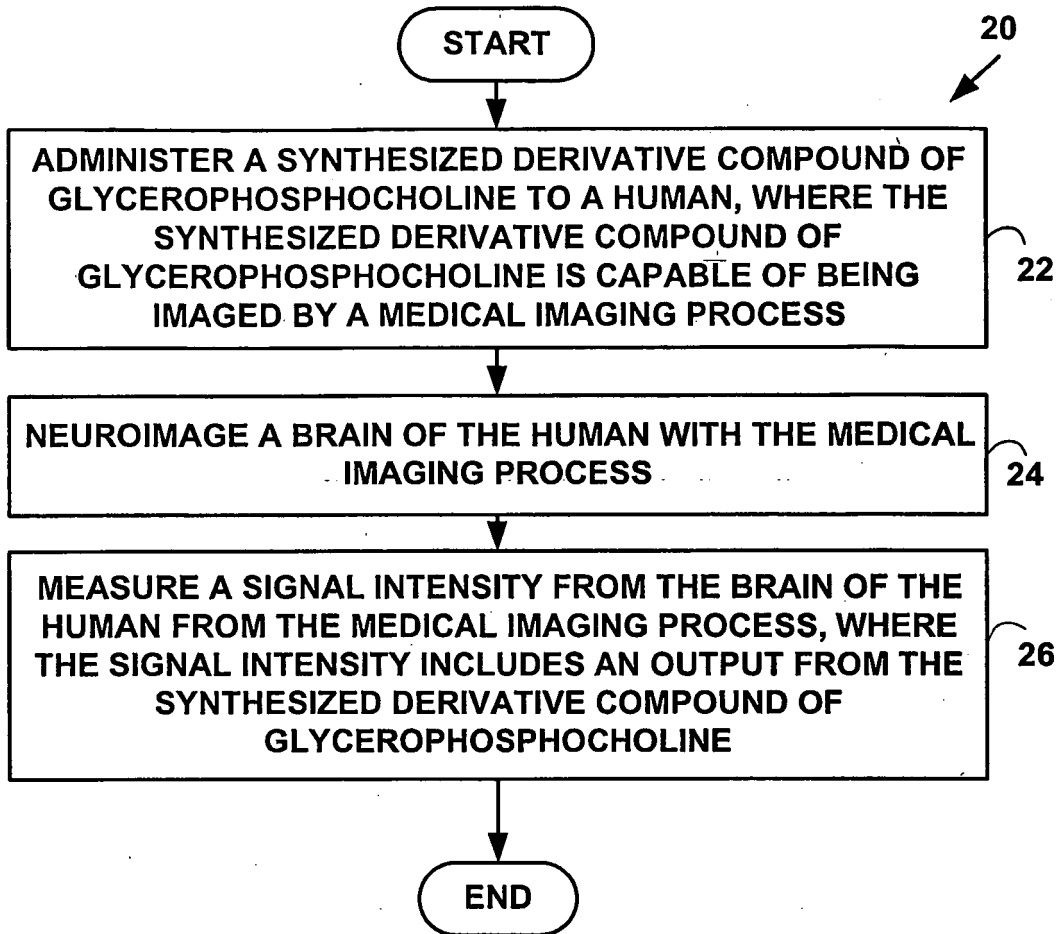 START
20
ADMINISTER A SYNTHESIZED DERIVATIVE COMPOUND OF
GLYCEROPHOSPHOCHOLINE TO A HUMAN, WHERE THE
SYNTHESIZED DERIVATIVE COMPOUND OF
GLYCEROPHOSPHOCHOLINE IS CAPABLE OF BEING
IMAGED BY A MEDICAL IMAGING PROCESS
22
NEUROIMAGE A BRAIN OF THE HUMAN WITH THE MEDICAL
IMAGING PROCESS
24
MEASURE A SIGNAL INTENSITY FROM THE BRAIN OF THE
HUMAN FROM THE MEDICAL IMAGING PROCESS, WHERE
THE SIGNAL INTENSITY INCLUDES AN OUTPUT FROM THE
SYNTHESIZED DERIVATIVE COMPOUND OF
GLYCEROPHOSPHOCHOLINE
26
END